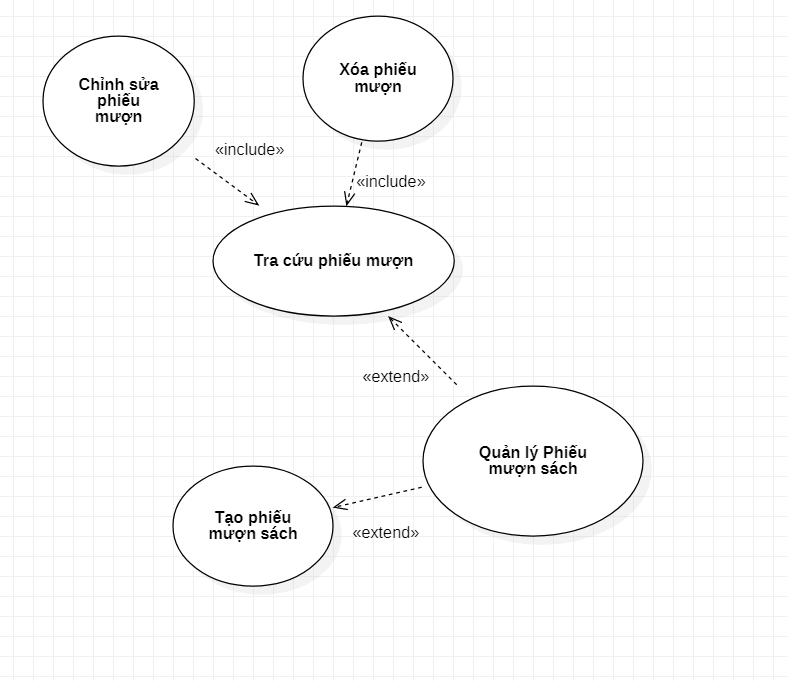 Chỉnh sửa
phiếu
mượn
Xóa phiếu
mượn
«include»
«include»
Tra cứu phiếu mượn
«extend»
Quản lý Phiếu
mượn sách
Tạo phiếu
mượn sách
«extend»